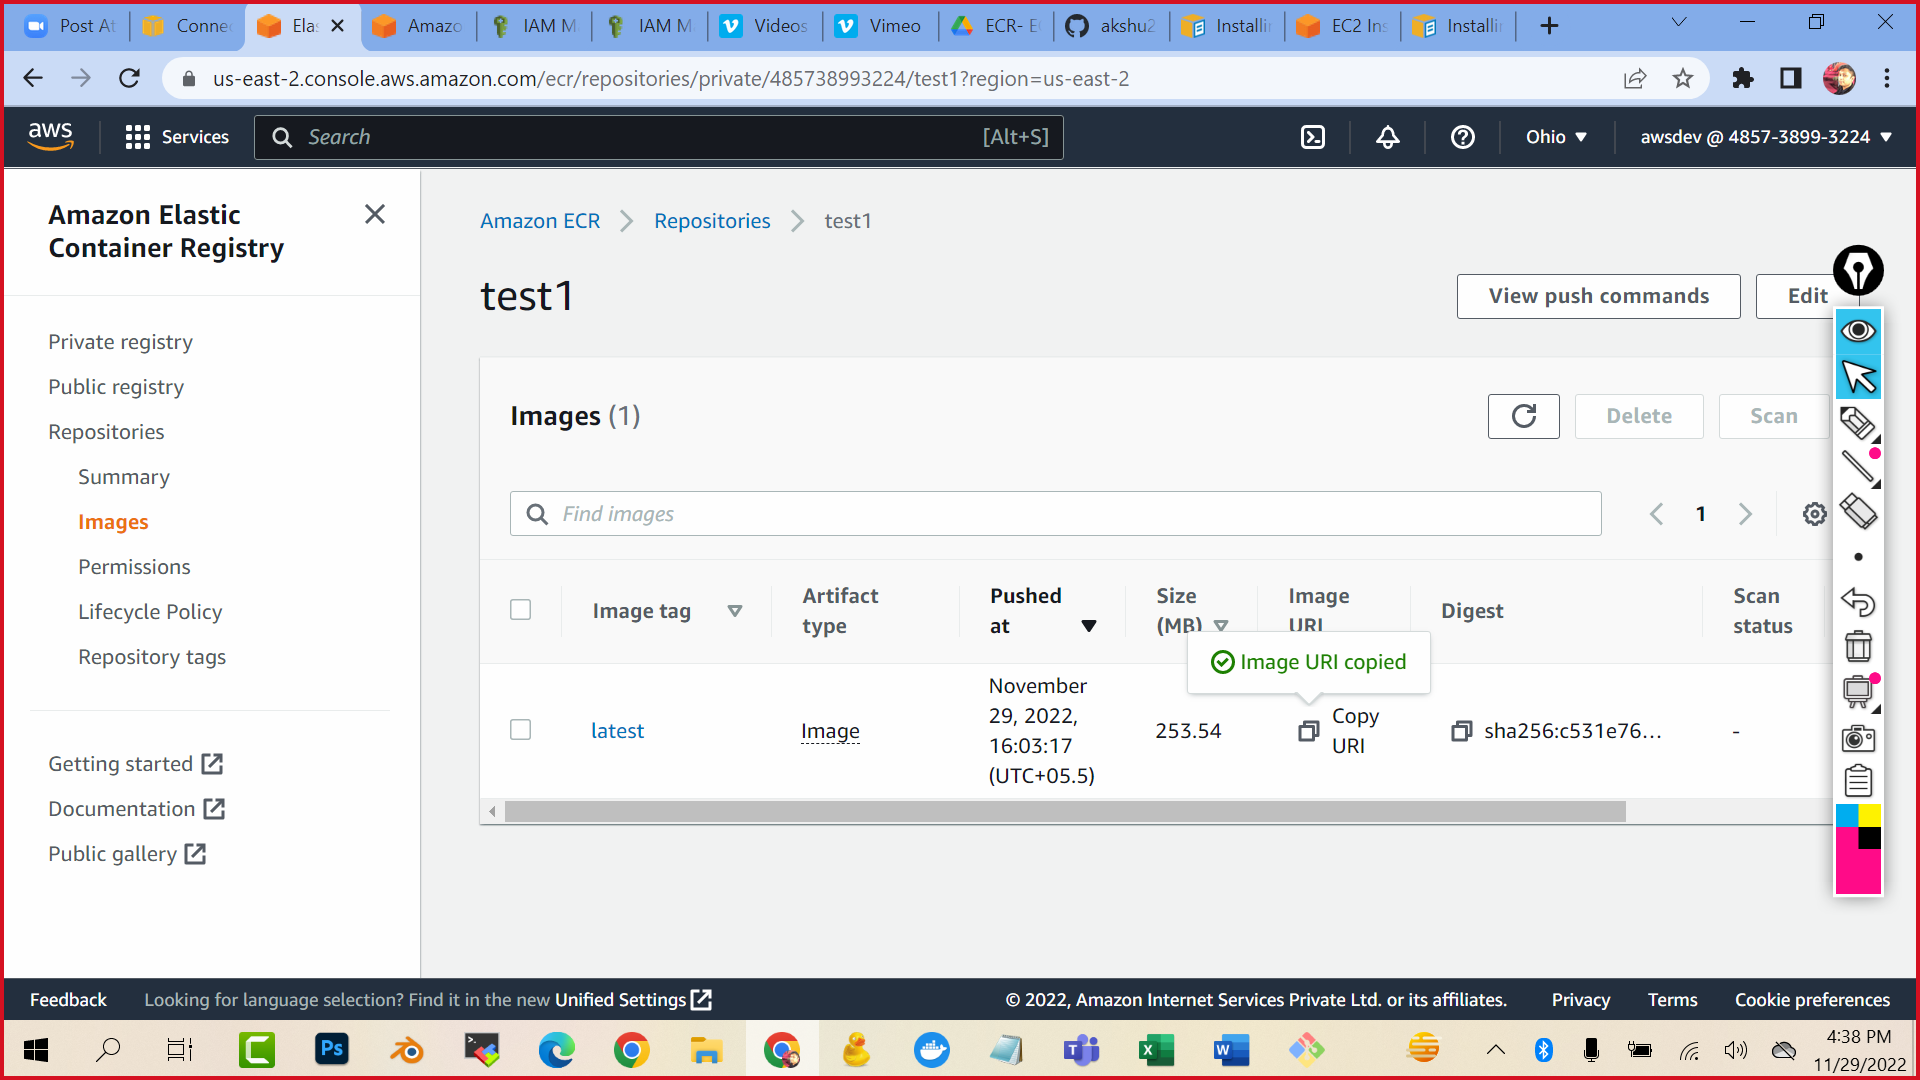 Post At
Connec
Elas
Amazo
IAM M
IAM M
Videos
Vimeo
ECR- E
akshu2
Installin
EC2 Ins
Installin
us-east-2.console.aws.amazon.com/ecr/repositories/private/485738993224/test1?region=us-east-2
aws
Services
Search
[Alt+S]
Ohio
awsdev @ 4857-3899-3224
Amazon Elastic
Container Registry
Private registry
Public registry
Repositories
Summary
Images
Permissions
Lifecycle Policy
Repository tags
Getting started
Documentation
Public gallery
Amazon ECR
Repositories
test1
test1
View push commands
Edit
Images (1)
Delete
Scan
Find images
1
Image tag
Artifact
type
Pushed
at
Size
(MB)
Image
URI
Digest
Scan
status
Image URI copied
latest
Image
November
29, 2022,
16:03:17
(UTC+05.5)
253.54
Copy
URI
sha256:c531e76...
-
Feedback
Looking for language selection? Find it in the new Unified Settings
© 2022, Amazon Internet Services Private Ltd. or its affiliates.
Privacy
Terms
Cookie preferences
Ps
4:38 PM
11/29/2022